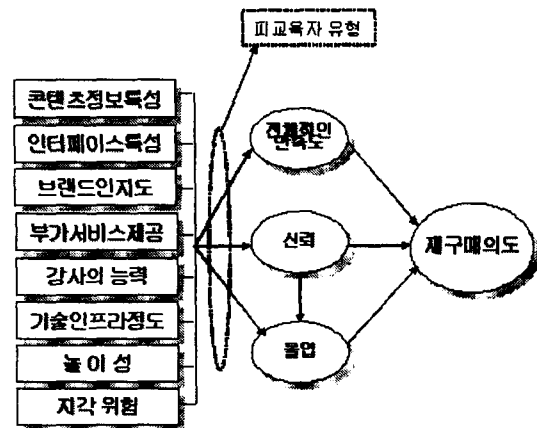 피교육자 유형
콘텐츠정보특성
인터페이스특성
브랜드인지도
부가서비스제공
강사의 능력
기술인프라정도
놀 이 성
지각 위험
전체적인
만족도
신뢰
몰입
재구매의도